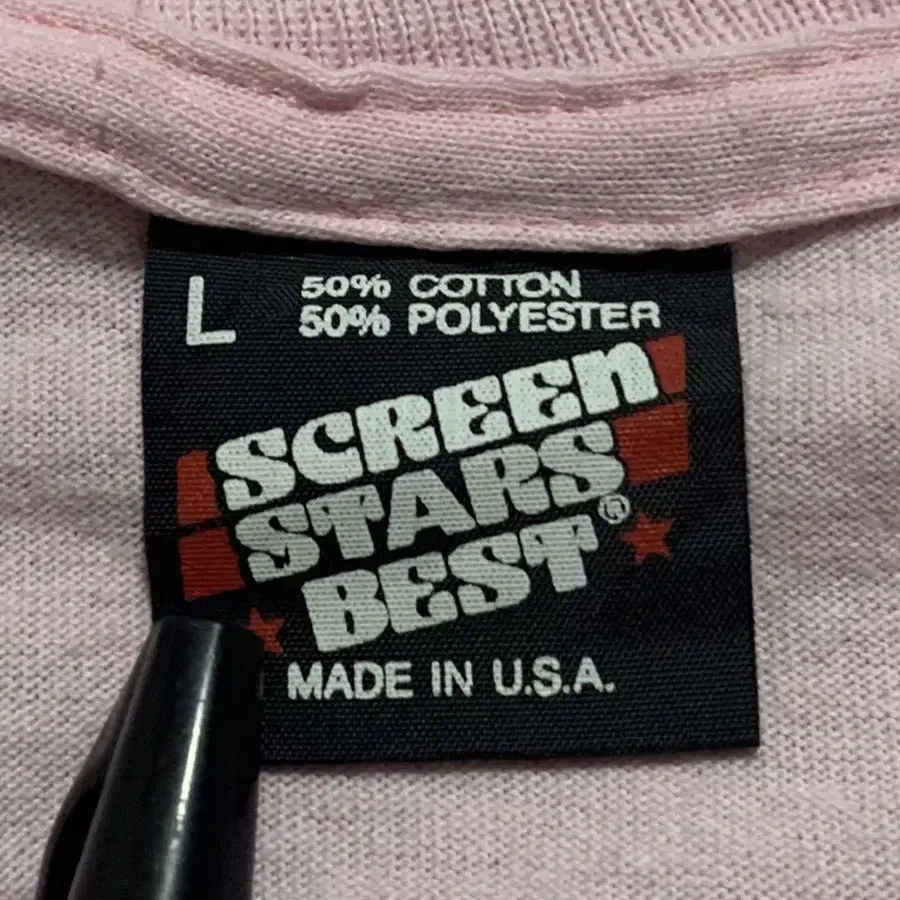 L
50% COTTON
50% POLYESTER
SCREEn
STARS
BEST®
MADE IN U.S.A.